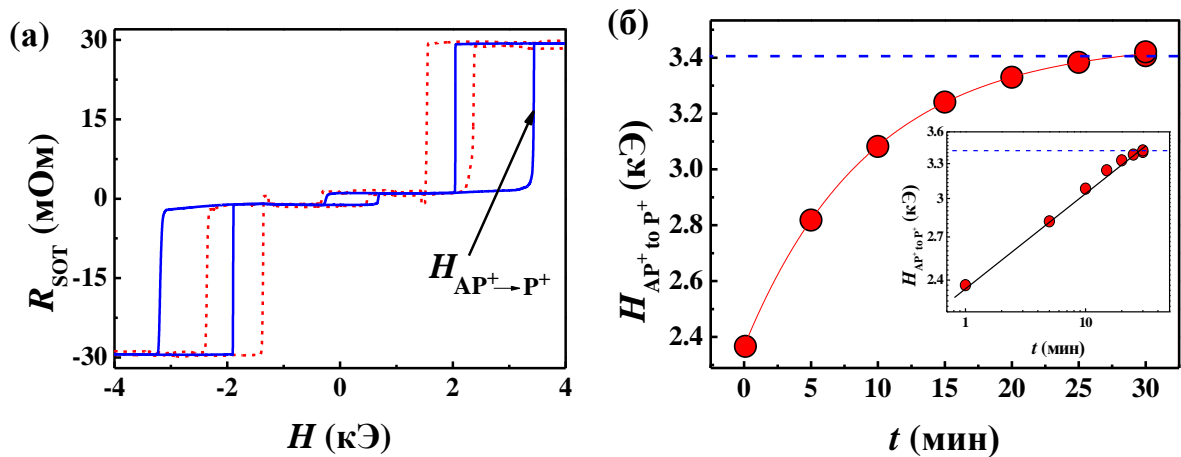 (а)
30
15
0
-15
-30
R_SOT (мОм)
H_AP⁺→P⁺
-4 -2 0 2 4
H (кЭ)
(б)
3.4
3.2
3.0
2.8
2.6
2.4
H_AP⁺ to P⁺ (кЭ)
0 5 10 15 20 25 30
t (мин)
3.6
3.3
3
2.7
2.4
H_AP⁺ to P⁺ (кЭ)
1 10
t (мин)